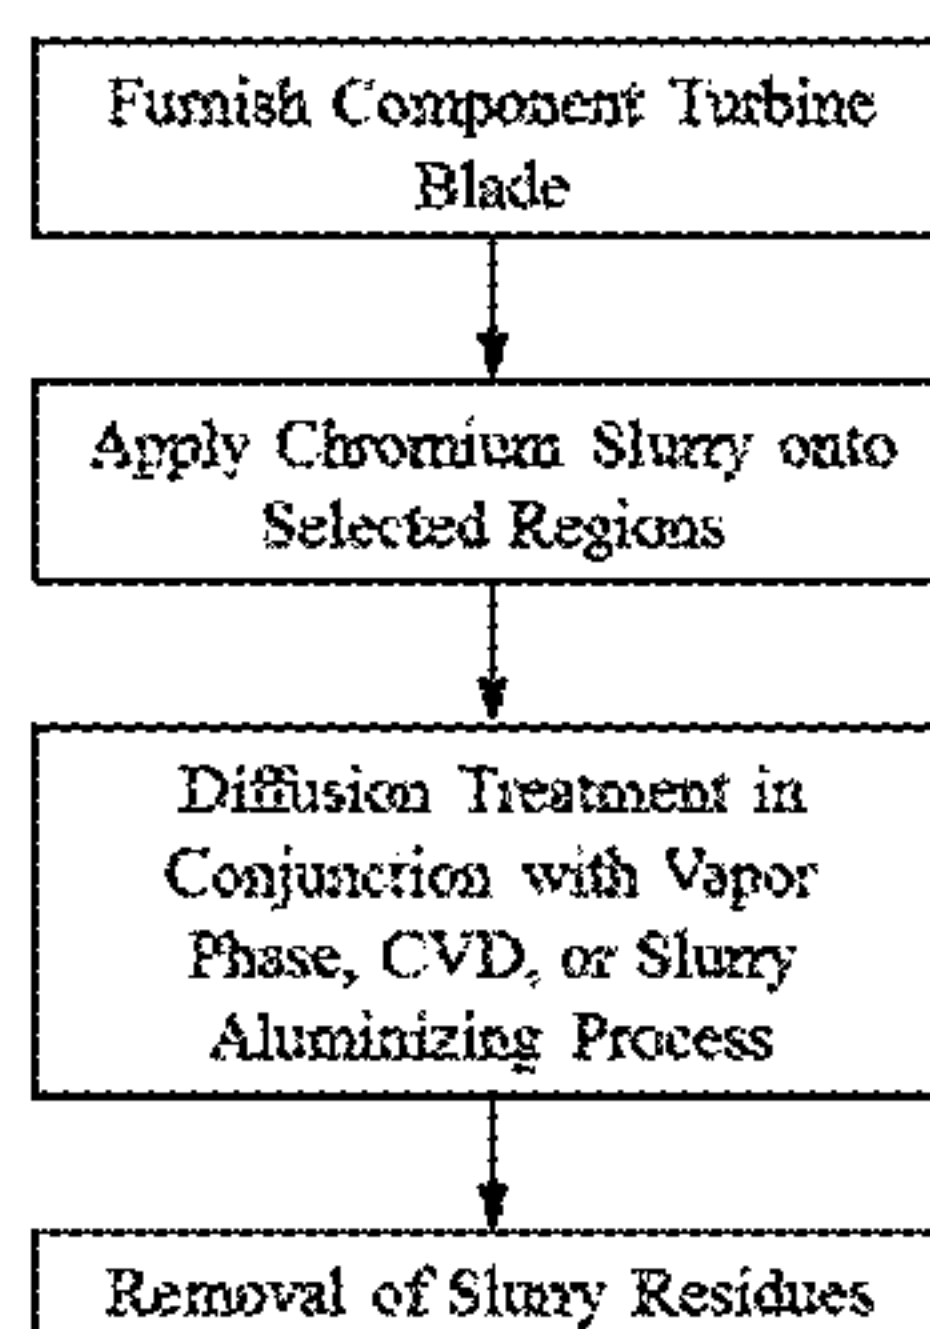 Furnish Component Turbine
Blade
Apply Chromium Slurry onto
Selected Regions
Diffusion Treatment in
Conjunction with Vapor
Phase, CVD, or Slurry
Aluminizing Process
Removal of Slurry Residues